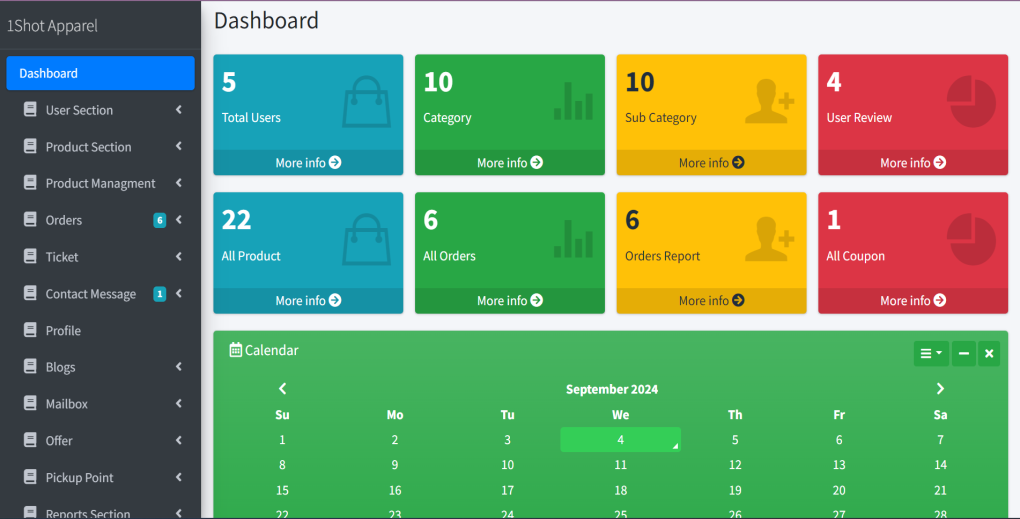 1Shot Apparel
Dashboard
User Section
Product Section
Product Managment
Orders 6
Ticket
Contact Message 1
Profile
Blogs
Mailbox
Offer
Pickup Point
Reports Section
Dashboard
5
Total Users
More info
10
Category
More info
10
Sub Category
More info
4
User Review
More info
22
All Product
More info
6
All Orders
More info
6
Orders Report
More info
1
All Coupon
More info
Calendar
September 2024
Su Mo Tu We Th Fr Sa
1 2 3 4 5 6 7
8 9 10 11 12 13 14
15 16 17 18 19 20 21
22 23 24 25 26 27 28